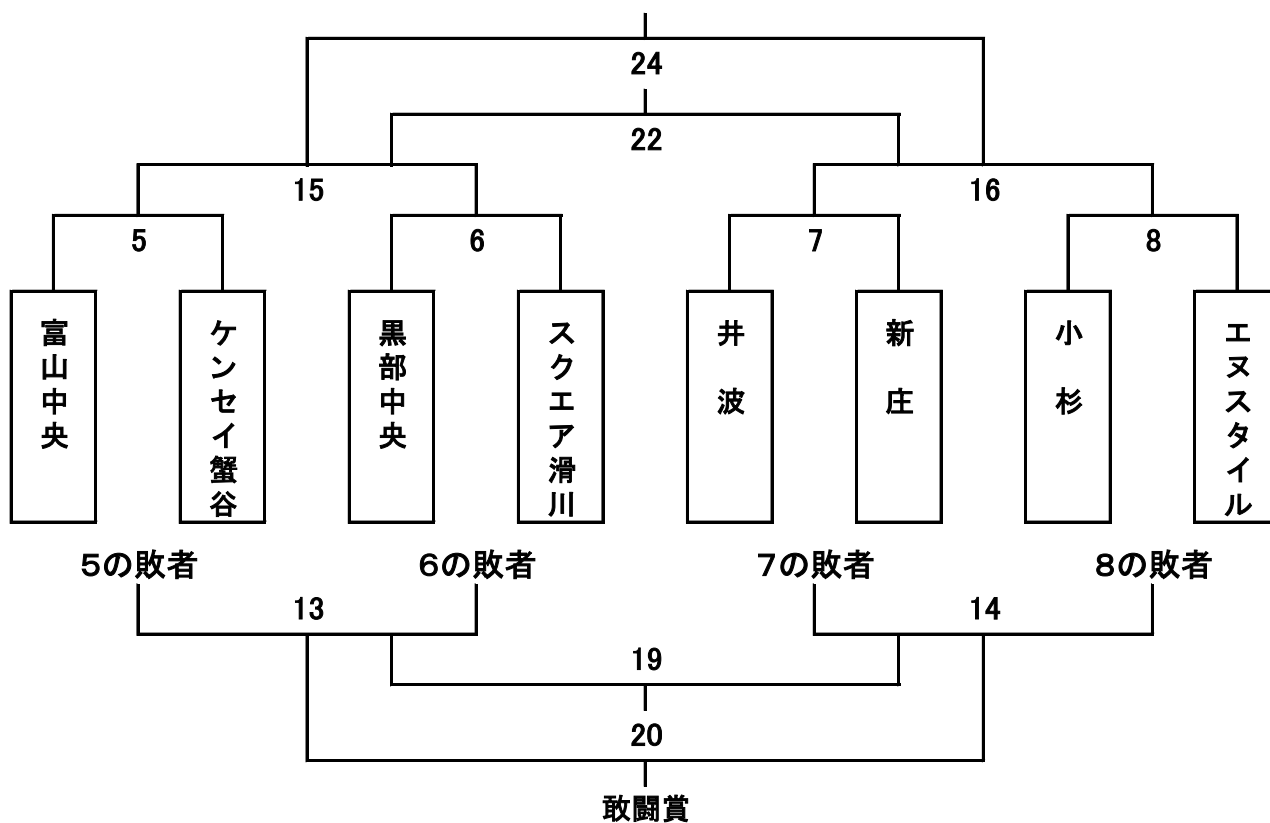 24
22
15
16
5
6
7
8
富山中央
ケンセイ蟹谷
黒部中央
スクエア滑川
井波
新庄
小杉
エヌスタイル
5の敗者
6の敗者
7の敗者
8の敗者
13
14
19
20
敢闘賞